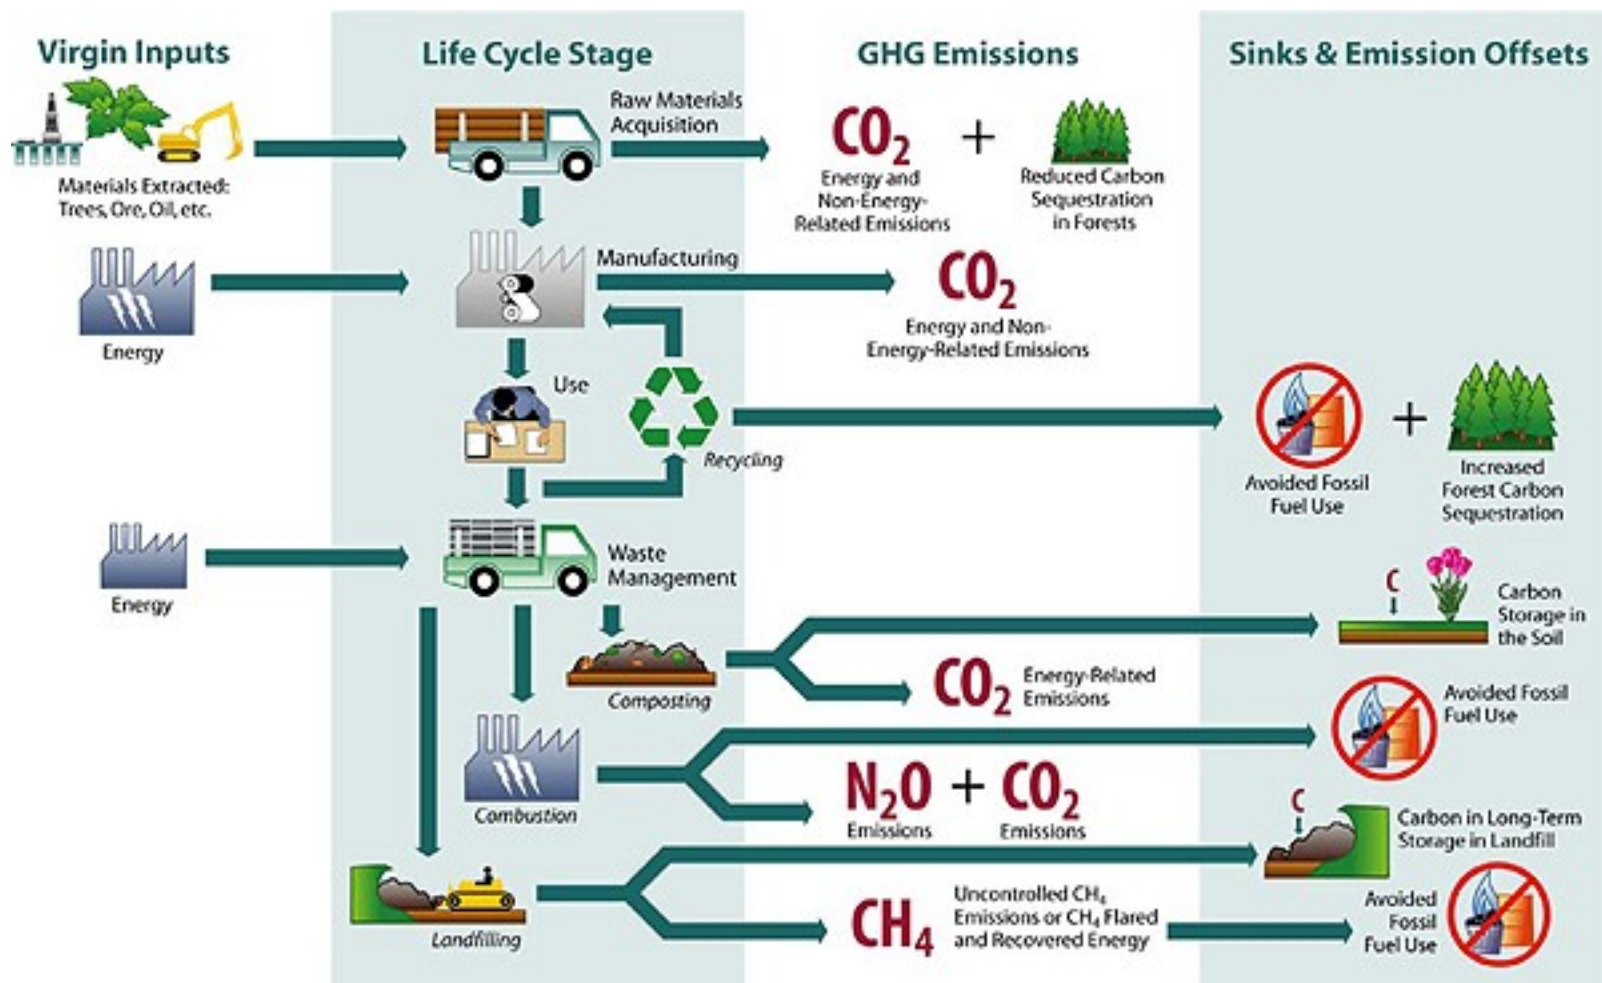 Virgin Inputs
Life Cycle Stage
GHG Emissions
Sinks & Emission Offsets
Materials Extracted:
Trees, Ore, Oil, etc.
Raw Materials
Acquisition
CO₂
Energy and
Non-Energy-
Related Emissions
+
Reduced Carbon
Sequestration
in Forests
Energy
Manufacturing
CO₂
Energy and Non-
Energy-Related Emissions
Use
Recycling
Avoided Fossil
Fuel Use
+
Increased
Forest Carbon
Sequestration
Energy
Waste
Management
C
Carbon
Storage in
the Soil
Composting
CO₂
Energy-Related
Emissions
Avoided Fossil
Fuel Use
Combustion
N₂O + CO₂
Emissions
Emissions
C
Carbon in Long-Term
Storage in Landfill
Landfilling
CH₄
Uncontrolled CH₄
Emissions or CH₄ Flared
and Recovered Energy
Avoided
Fossil
Fuel Use